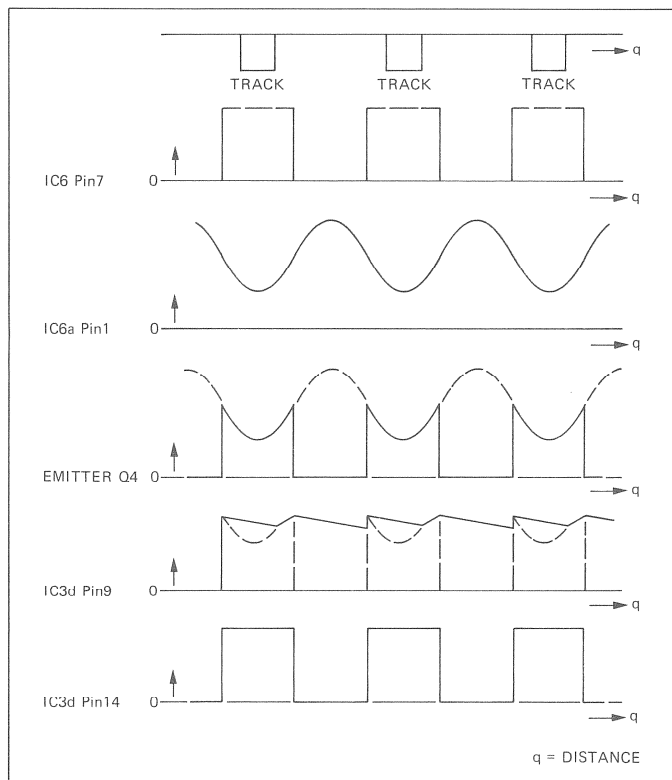 q
TRACK TRACK TRACK
IC6 Pin7 0
q
IC6a Pin1 0
q
EMITTER Q4 0
q
IC3d Pin9 0
q
IC3d Pin14 0
q
q = DISTANCE